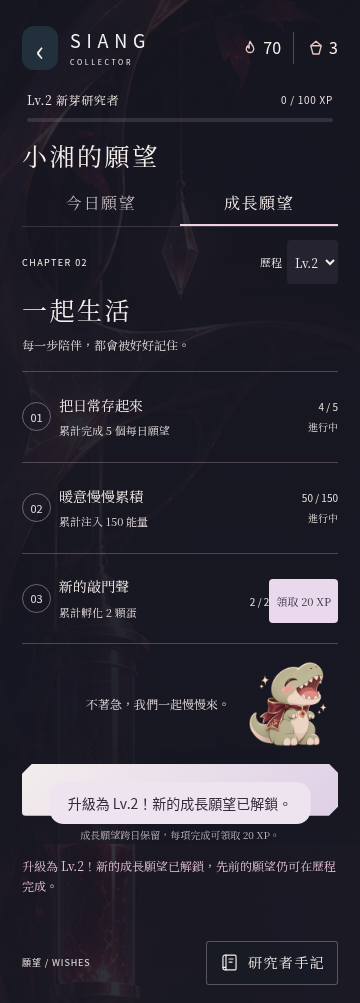 SIANG
COLLECTOR
70
3
Lv.2 新芽研究者
0 / 100 XP
小湘的願望
今日願望
成長願望
CHAPTER 02
歷程
Lv.2
一起生活
每一步陪伴，都會被好好記住。
01
把日常存起來
累計完成 5 個每日願望
4 / 5
進行中
02
暖意慢慢累積
累計注入 150 能量
50 / 150
進行中
03
新的敲門聲
累計孵化 2 顆蛋
2 / 2
領取 20 XP
不著急，我們一起慢慢來。
升級為 Lv.2！新的成長願望已解鎖。
成長願望跨日保留，每項完成可領取 20 XP。
升級為 Lv.2！新的成長願望已解鎖，先前的願望仍可在歷程
完成。
願望 / WISHES
研究者手記